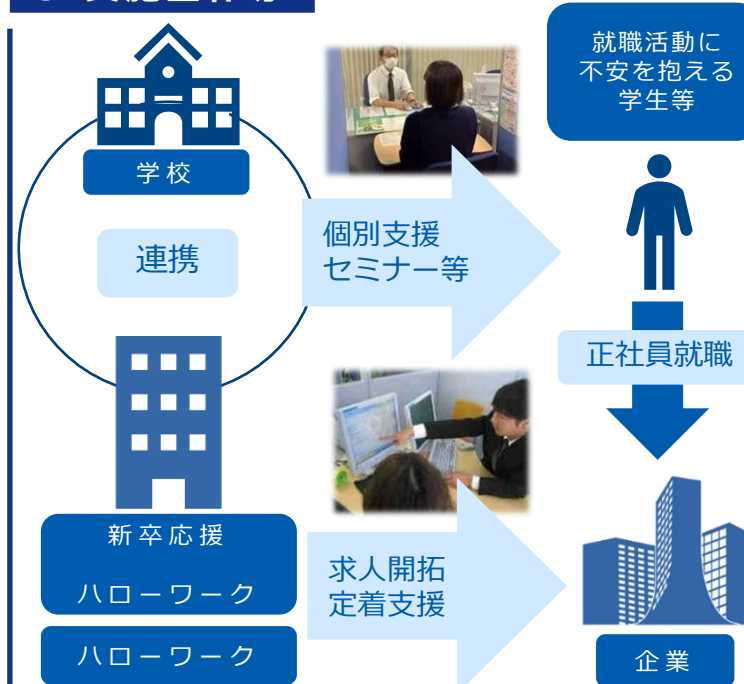 学校
連携
個別支援
セミナー等
就職活動に
不安を抱える
学生等
正社員就職
新卒応援
ハローワーク
ハローワーク
求人開拓
定着支援
企業